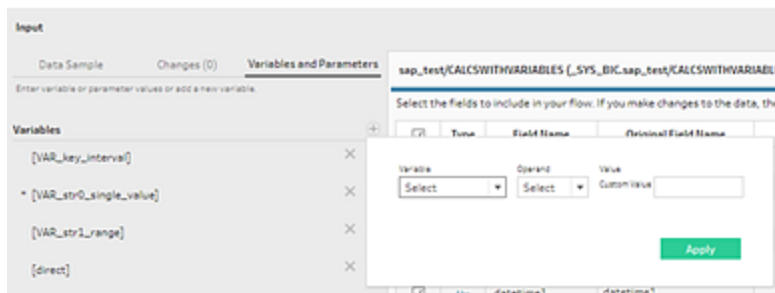 Input
Data Sample
Changes (0)
Variables and Parameters
Enter variable or parameter values or add a new variable.
Variables
[VAR_key_interval]
* [VAR_str0_single_value]
[VAR_str1_range]
[direct]
sap_test/CALCSWITHVARIABLES (_SYS_BIC.sap_test/CALCSWITHVARIABL
Select the fields to include in your flow. If you make changes to the data, th
Type
Field Name
Original Field Name
Variable
Operand
Value
Select
Select
Custom Value
Apply
datetime1
datetime1